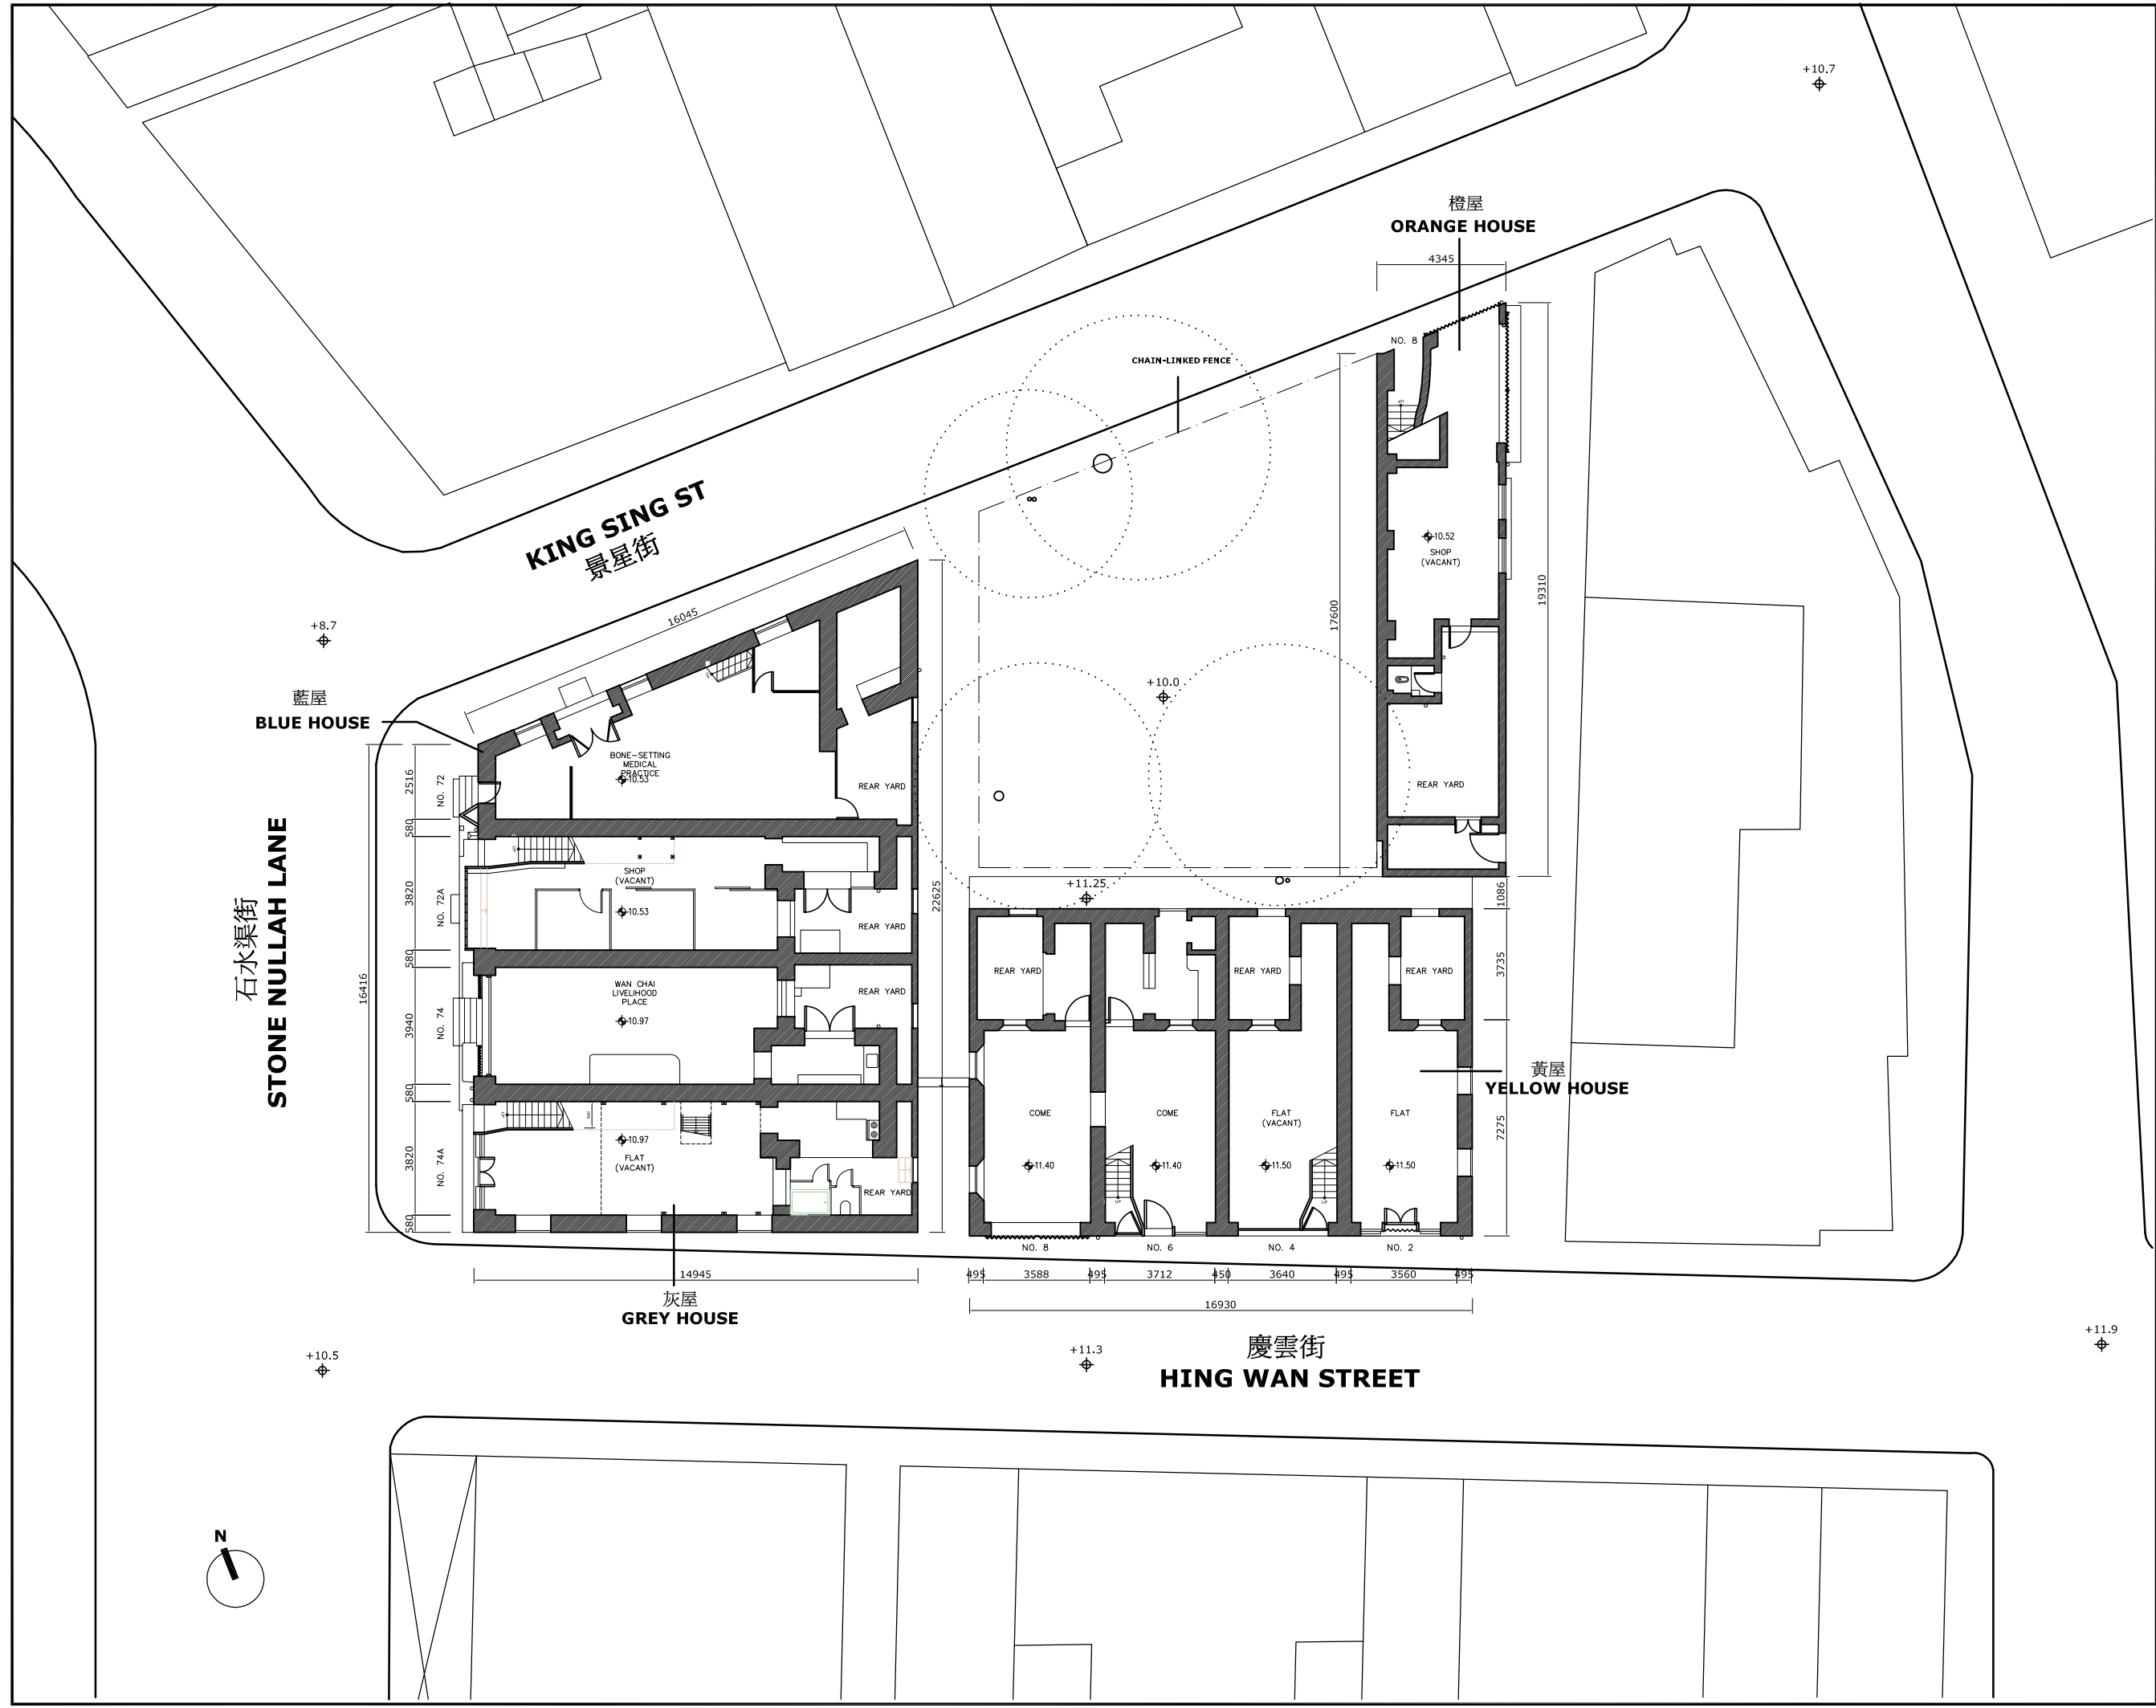 +10.7
橙屋
ORANGE HOUSE
4345
NO. 8
CHAIN-LINKED FENCE
KING SING ST
景星街
10.52
SHOP
(VACANT)
19310
17600
16045
+8.7
藍屋
BLUE HOUSE
+10.0
BONE-SETTING
MEDICAL
PRACTICE
10.53
REAR YARD
REAR YARD
2516
NO. 72
580
石水渠街
STONE NULLAH LANE
16416
SHOP
(VACANT)
10.53
3820
NO. 72A
REAR YARD
22625
+11.25
1086
580
WAN CHAI
LIVELIHOOD
PLACE
10.97
3940
NO. 74
REAR YARD
REAR YARD
REAR YARD
REAR YARD
3735
580
黃屋
YELLOW HOUSE
UP
10.97
FLAT
(VACANT)
3820
NO. 74A
REAR YARD
COME
COME
FLAT
(VACANT)
FLAT
7275
11.40
11.40
11.50
11.50
UP
UP
580
NO. 8
NO. 6
NO. 4
NO. 2
14945
495
3588
495
3712
450
3640
495
3560
495
16930
灰屋
GREY HOUSE
慶雲街
HING WAN STREET
+10.5
+11.3
+11.9
N